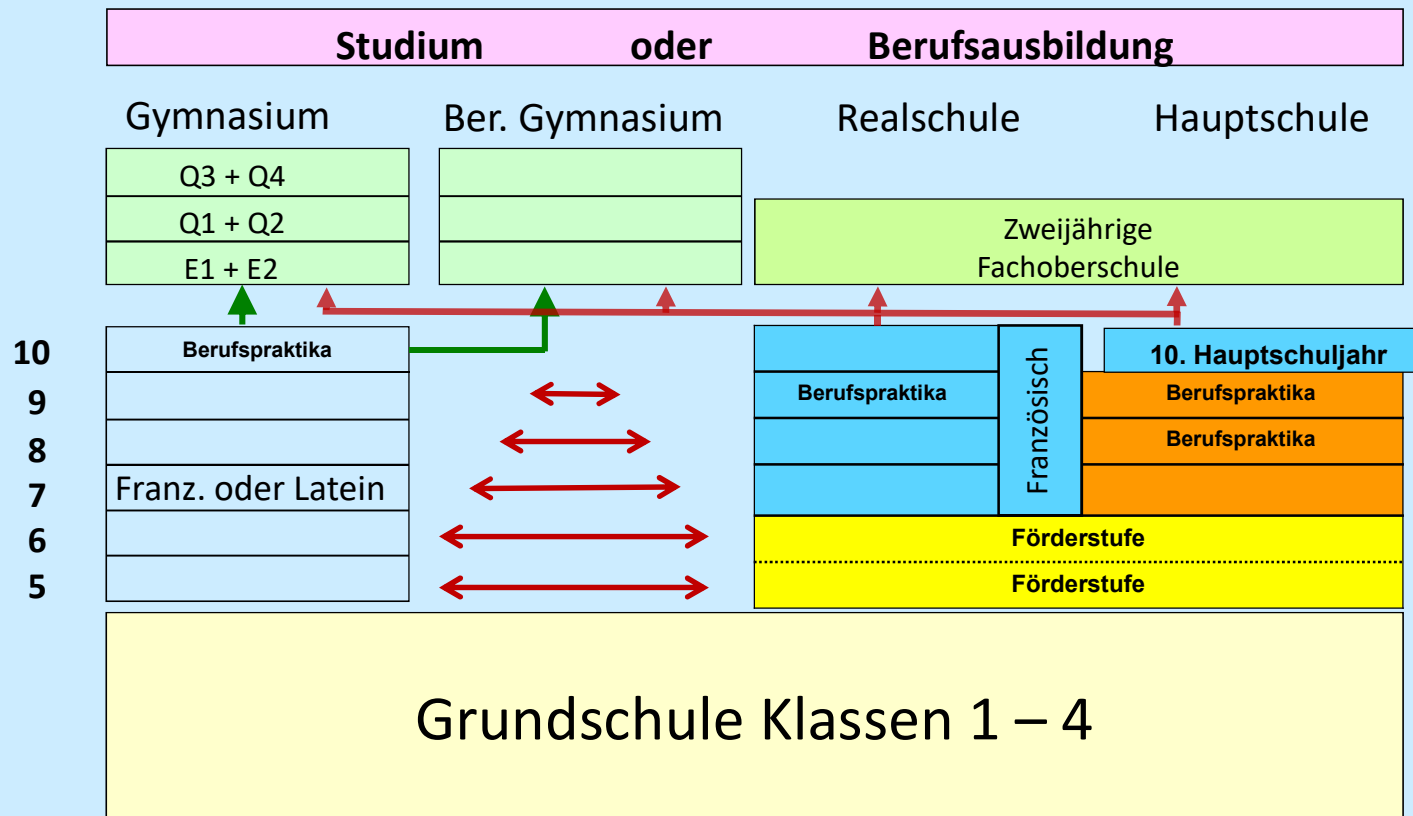 Studium oder Berufsausbildung
Gymnasium Ber. Gymnasium Realschule Hauptschule
Q3 + Q4
Q1 + Q2
E1 + E2
Zweijährige
Fachoberschule
10 Berufspraktika 10. Hauptschuljahr
Französisch
9 Berufspraktika Berufspraktika
8 Berufspraktika
7 Franz. oder Latein
6 Förderstufe
5 Förderstufe
Grundschule Klassen 1 – 4